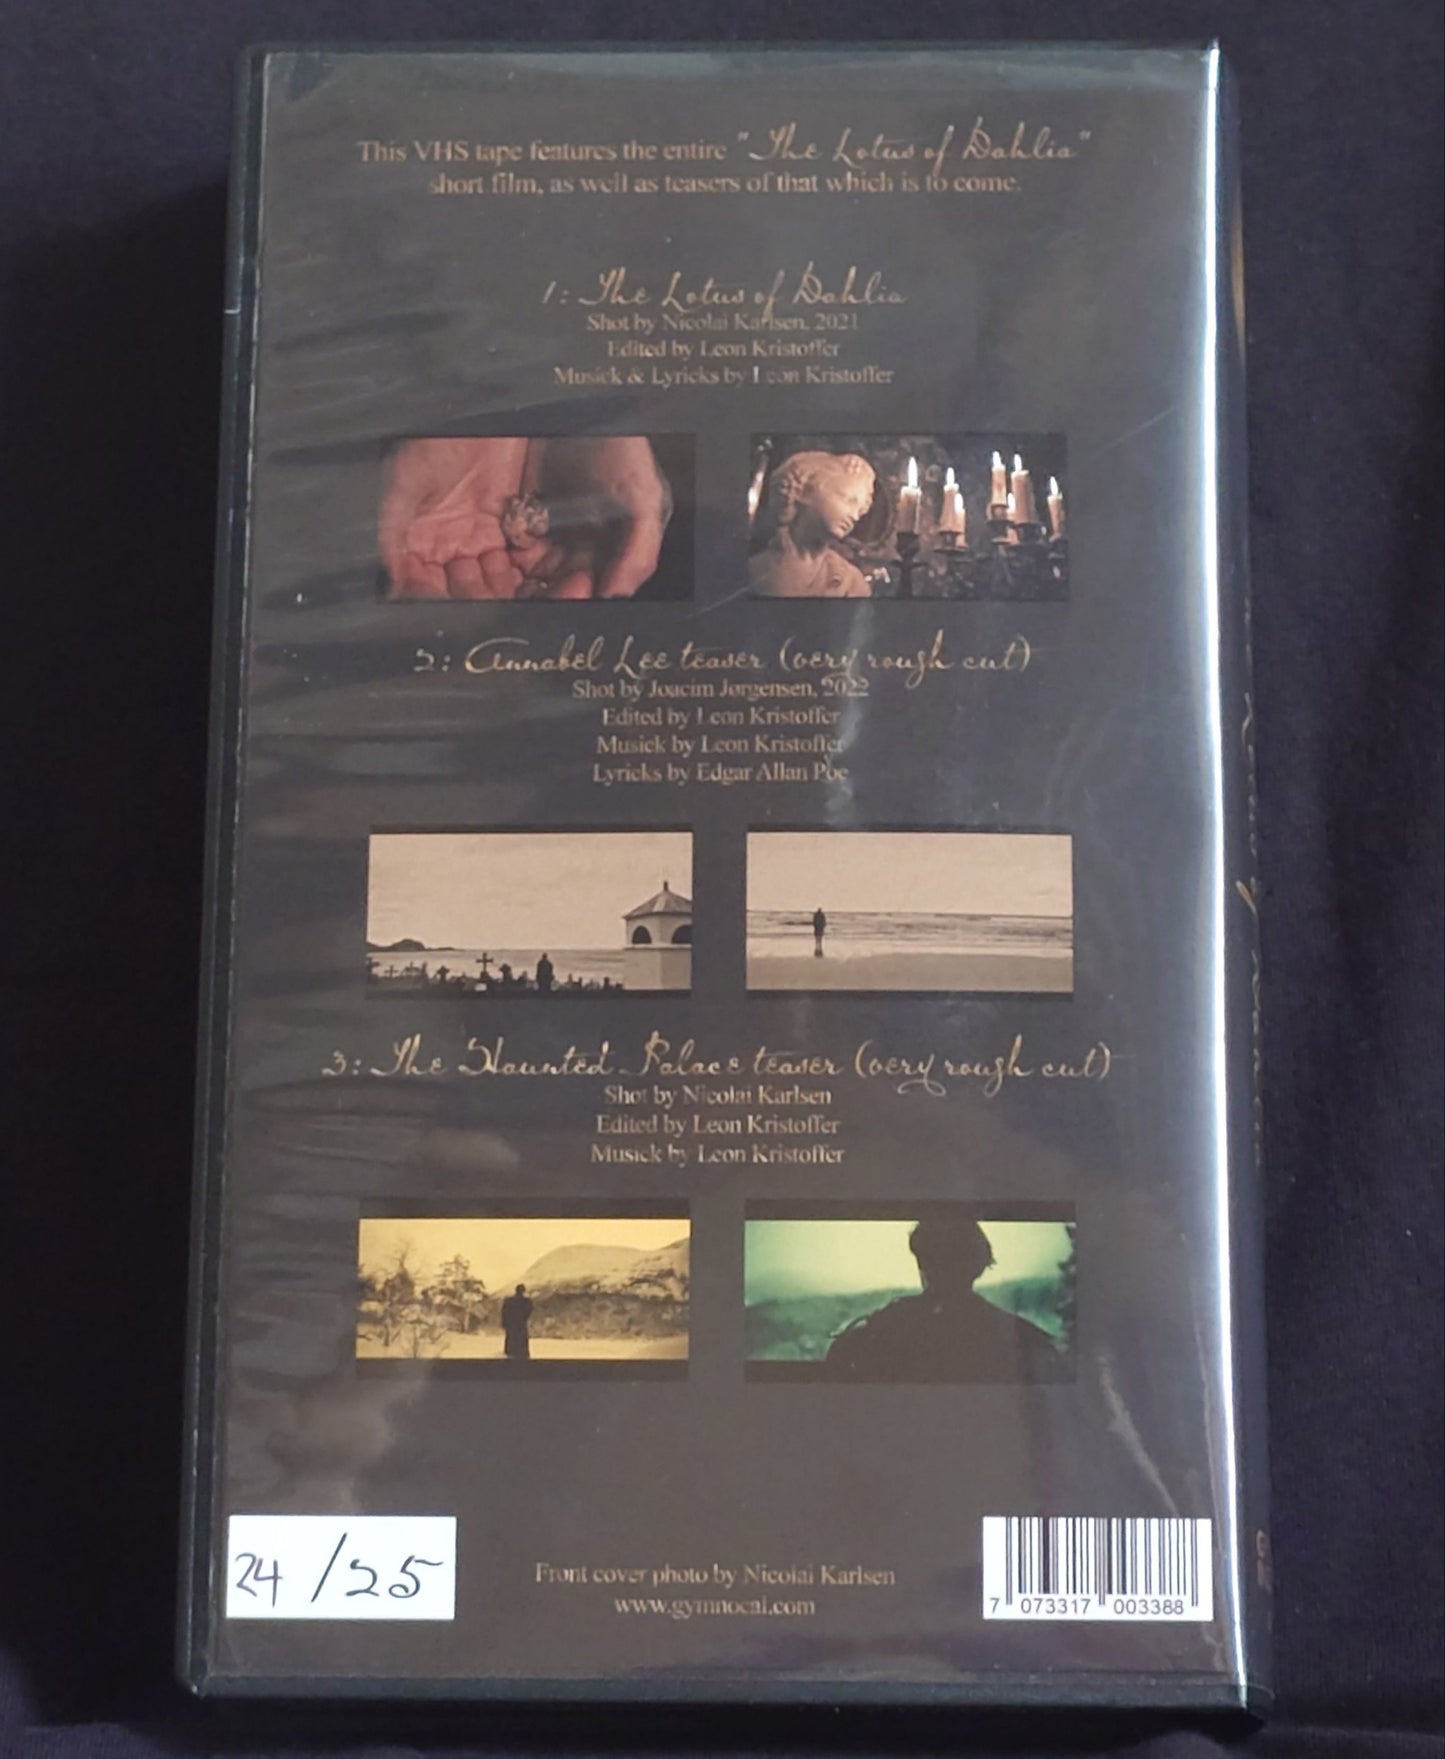 This VHS tape features the entire "The Lotus of Dahlia"
short film, as well as teasers of that which is to come.
1: The Lotus of Dahlia
Shot by Nicolai Karlsen, 2021
Edited by Leon Kristoffer
Musick & Lyricks by Leon Kristoffer
2: Annabel Lee teaser (very rough cut)
Shot by Joacim Jørgensen, 2022
Edited by Leon Kristoffer
Musick by Leon Kristoffer
Lyricks by Edgar Allan Poe
3: The Haunted Palace teaser (very rough cut)
Shot by Nicolai Karlsen
Edited by Leon Kristoffer
Musick by Leon Kristoffer
24 /25
Front cover photo by Nicolai Karlsen
www.gymnocal.com
7 073317 003388